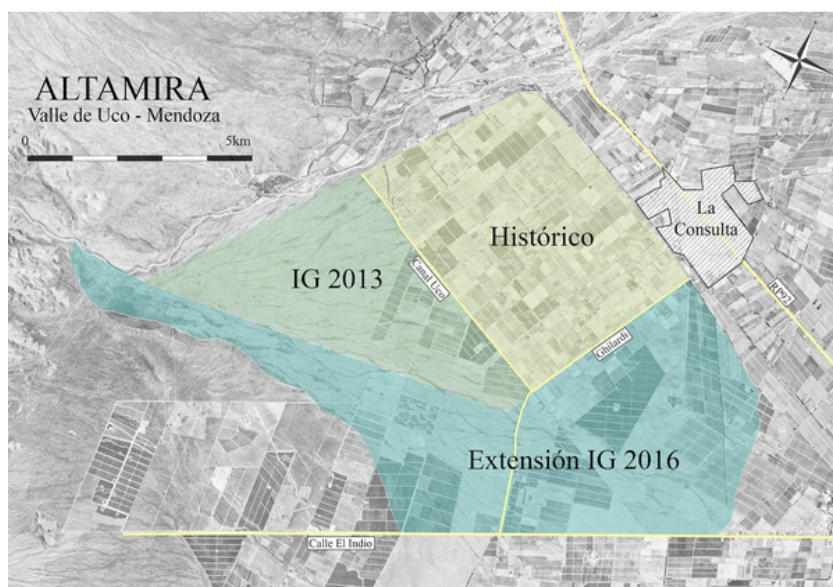 ALTAMIRA
Valle de Uco - Mendoza
0 5km
La
Consulta
Histórico
IG 2013
Canal Uco
RP92
Ghilardi
Extensión IG 2016
Calle El Indio